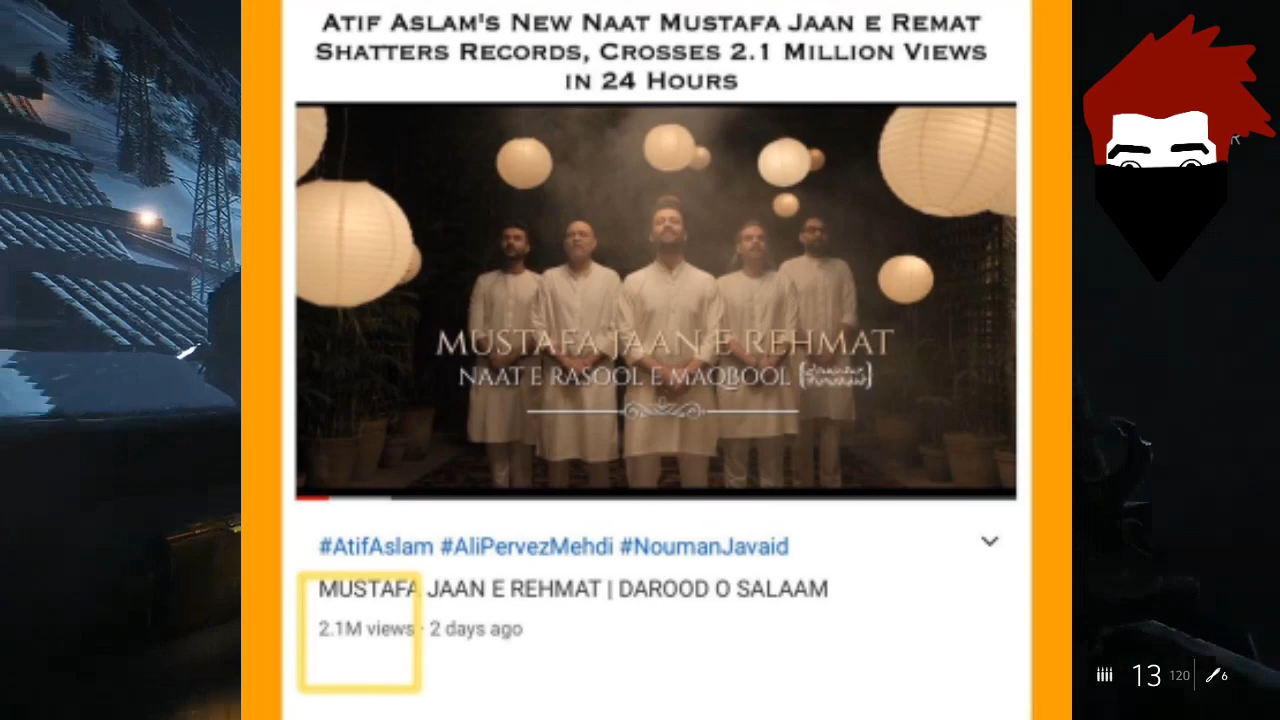 ATIF ASLAM'S NEW NAAT MUSTAFA JAAN E REMAT
SHATTERS RECORDS, CROSSES 2.1 MILLION VIEWS
IN 24 HOURS
MUSTAFA JAAN E REHMAT
NAAT E RASOOL E MAQBOOL
#AtifAslam #AliPervezMehdi #NoumanJavaid
MUSTAFA JAAN E REHMAT | DAROOD O SALAAM
2.1M views · 2 days ago
13 120 6